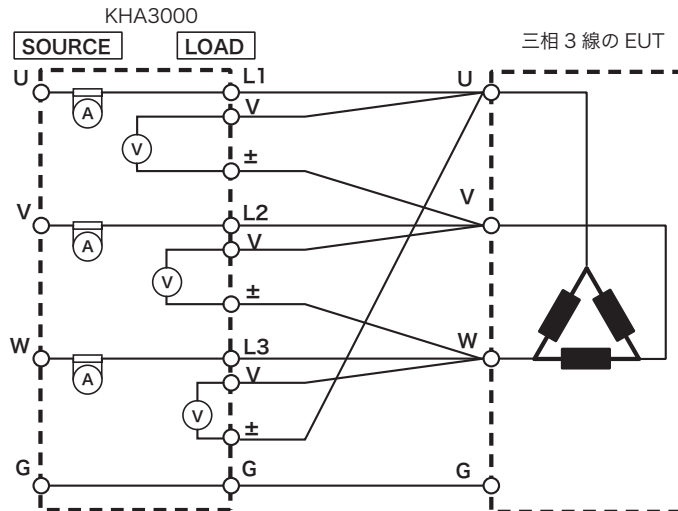 KHA3000
SOURCE LOAD
三相 3 線の EUT
U L1 U
A V
V
±
V L2 V
A V
V
±
W L3 W
A V
V
±
G G G